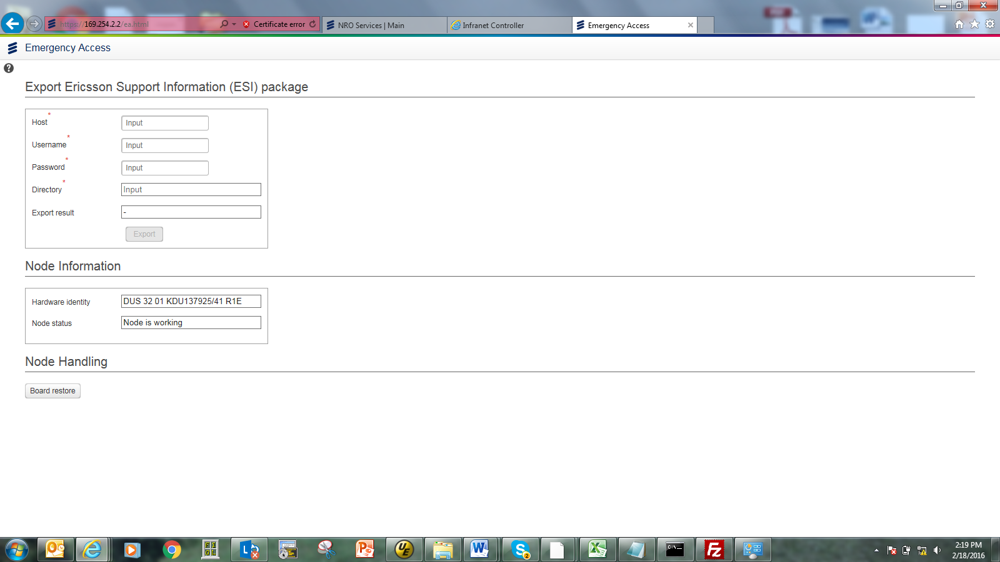 https://169.254.2.2/ea.html
Certificate error
NRO Services | Main
Infranet Controller
Emergency Access
Emergency Access
Export Ericsson Support Information (ESI) package
Host * Input
Username * Input
Password * Input
Directory * Input
Export result -
Export
Node Information
Hardware identity DUS 32 01 KDU137925/41 R1E
Node status Node is working
Node Handling
Board restore
2:19 PM
2/18/2016